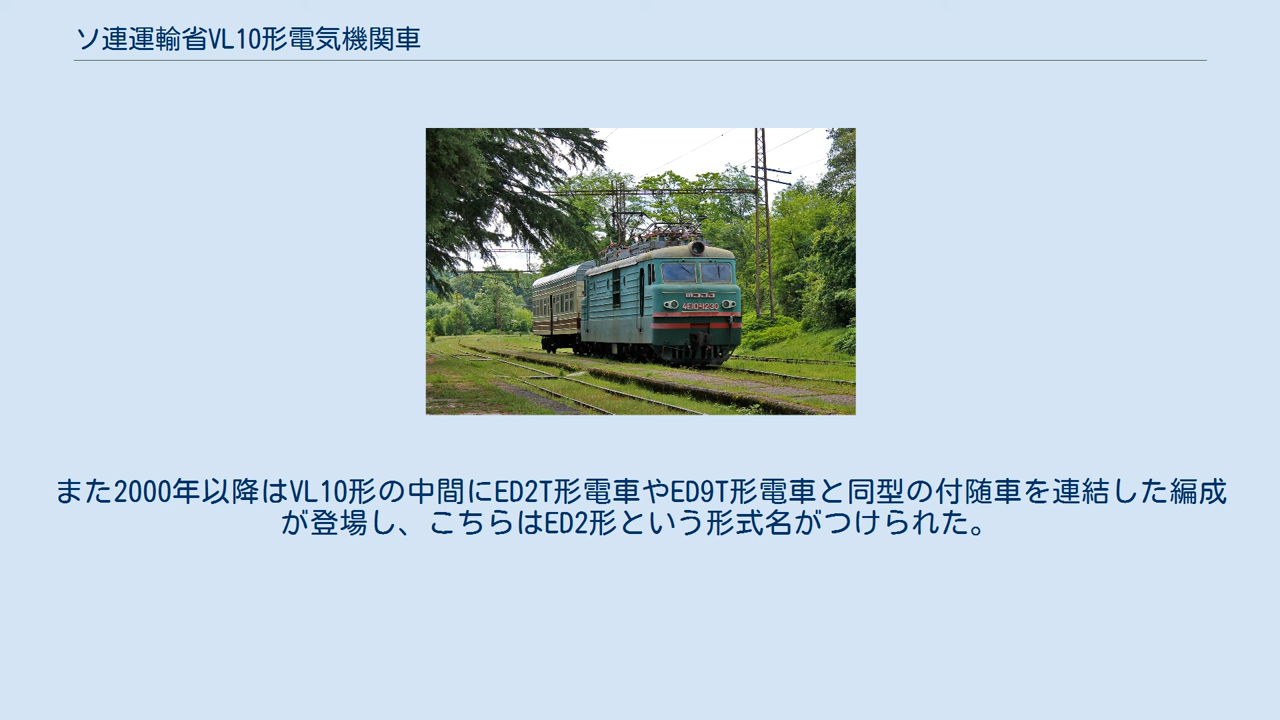 ソ連運輸省VL10形電気機関車
また2000年以降はVL10形の中間にED2T形電車やED9T形電車と同型の付随車を連結した編成
が登場し、こちらはED2形という形式名がつけられた。